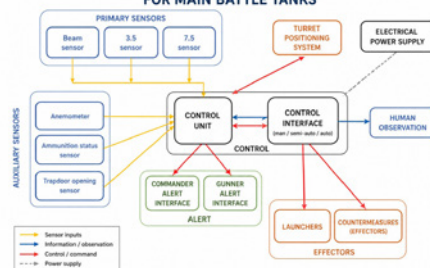 FOR MAIN BATTLE TANKS
PRIMARY SENSORS
Beam
sensor
3.5
sensor
7.5
sensor
TURRET
POSITIONING
SYSTEM
ELECTRICAL
POWER SUPPLY
AUXILIARY SENSORS
Anemometer
Ammunition status
sensor
Trapdoor opening
sensor
CONTROL
UNIT
CONTROL
INTERFACE
(man / semi-auto / auto)
CONTROL
HUMAN
OBSERVATION
COMMANDER
ALERT
INTERFACE
GUNNER
ALERT
INTERFACE
ALERT
LAUNCHERS
COUNTERMEASURES
(EFFECTORS)
EFFECTORS
Sensor inputs
Information / observation
Control / command
Power supply